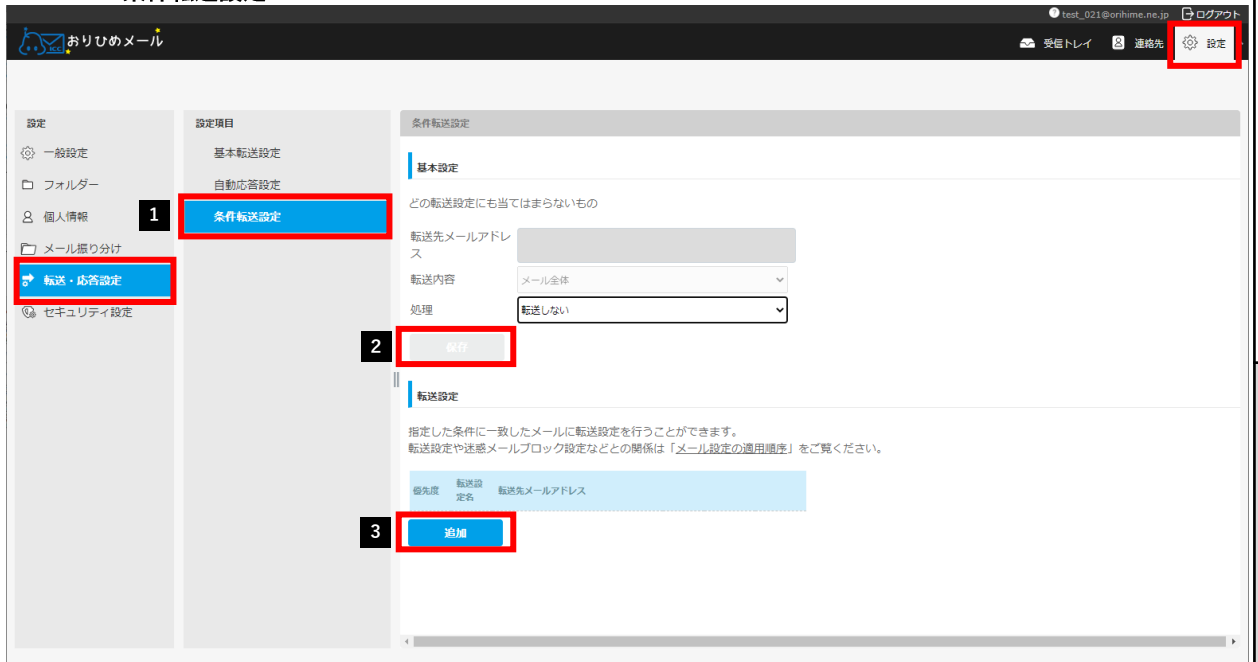 条件転送設定
test_021@orihime.ne.jp ログアウト
おりひめメール
ICC
受信トレイ 連絡先 設定
設定
一般設定
フォルダー
個人情報
メール振り分け
転送・応答設定
セキュリティ設定
設定項目
基本転送設定
自動応答設定
1
条件転送設定
条件転送設定
基本設定
どの転送設定にも当てはまらないもの
転送先メールアドレ
ス
転送内容 メール全体
処理 転送しない
2 保存
転送設定
指定した条件に一致したメールに転送設定を行うことができます。
転送設定や迷惑メールブロック設定などとの関係は「メール設定の適用順序」をご覧ください。
優先度 転送設
定名 転送先メールアドレス
3 追加